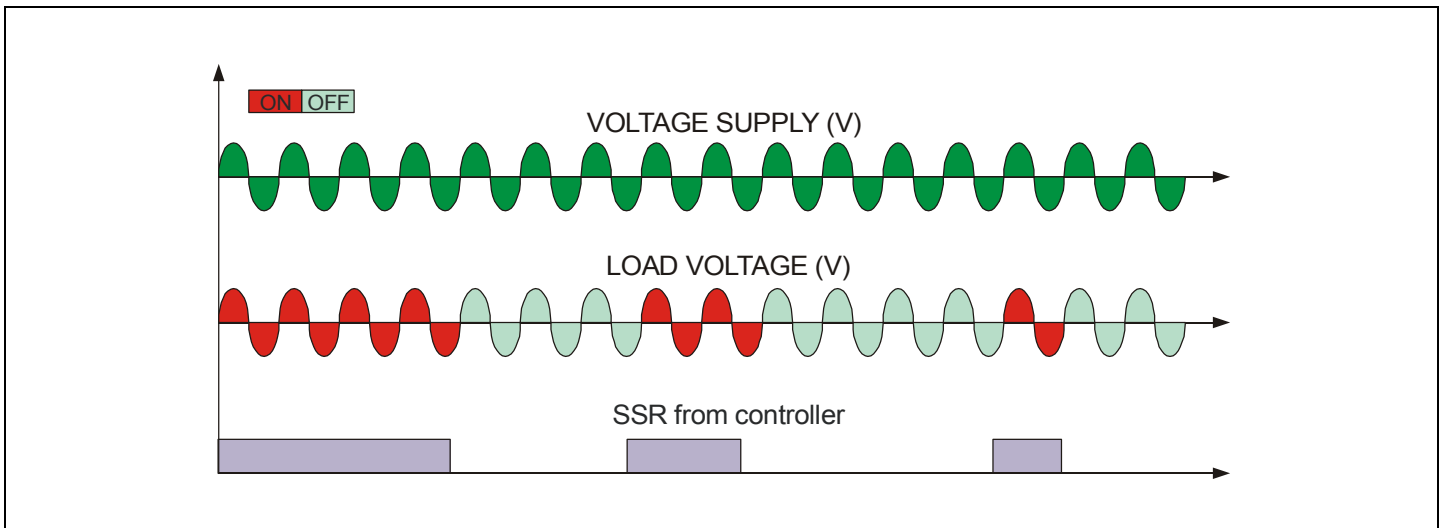 ON OFF
VOLTAGE SUPPLY (V)
LOAD VOLTAGE (V)
SSR from controller